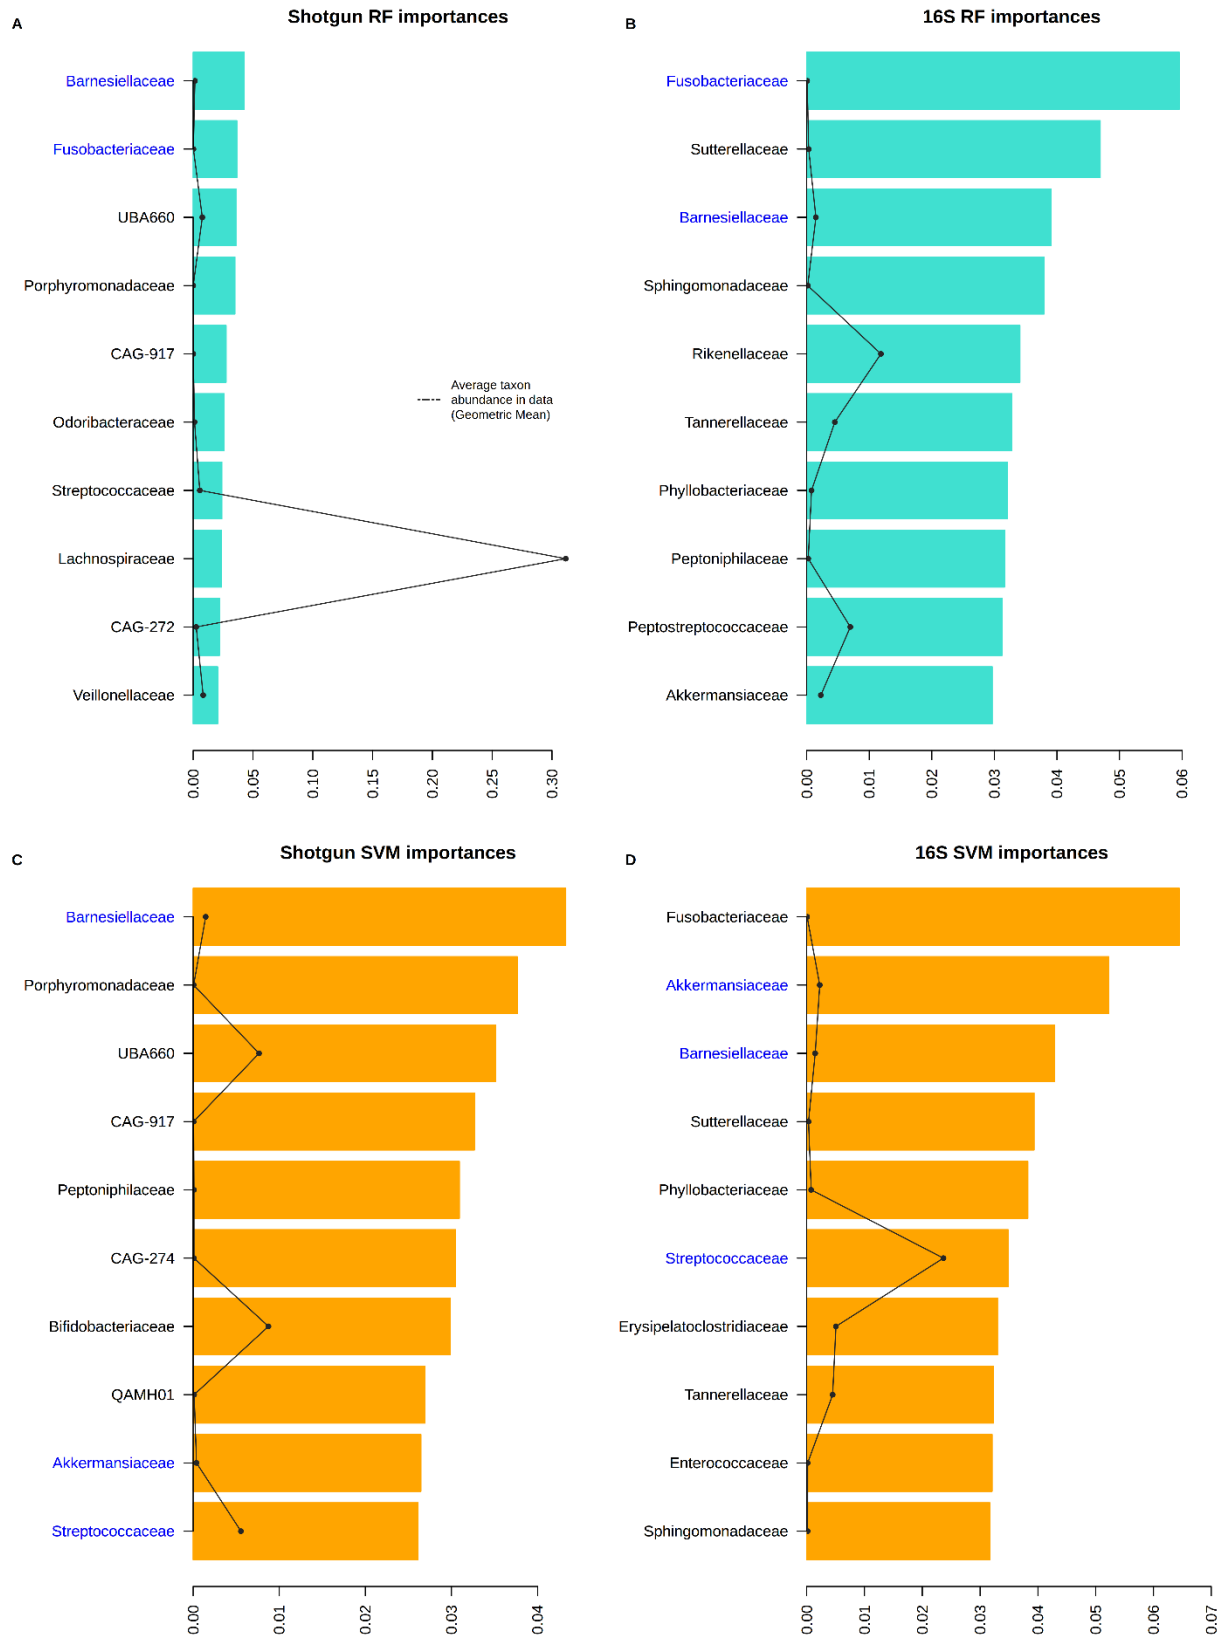 A
Shotgun RF importances
Barnesiellaceae
Fusobacteriaceae
UBA660
Porphyromonadaceae
CAG-917
Odoribacteraceae
Streptococcaceae
Lachnospiraceae
CAG-272
Veillonellaceae
Average taxon
abundance in data
(Geometric Mean)
0.00
0.05
0.10
0.15
0.20
0.25
0.30
B
16S RF importances
Fusobacteriaceae
Sutterellaceae
Barnesiellaceae
Sphingomonadaceae
Rikenellaceae
Tannerellaceae
Phyllobacteriaceae
Peptoniphilaceae
Peptostreptococcaceae
Akkermansiaceae
0.00
0.01
0.02
0.03
0.04
0.05
0.06
C
Shotgun SVM importances
Barnesiellaceae
Porphyromonadaceae
UBA660
CAG-917
Peptoniphilaceae
CAG-274
Bifidobacteriaceae
QAMH01
Akkermansiaceae
Streptococcaceae
0.00
0.01
0.02
0.03
0.04
D
16S SVM importances
Fusobacteriaceae
Akkermansiaceae
Barnesiellaceae
Sutterellaceae
Phyllobacteriaceae
Streptococcaceae
Erysipelatoclostridiaceae
Tannerellaceae
Enterococcaceae
Sphingomonadaceae
0.00
0.01
0.02
0.03
0.04
0.05
0.06
0.07